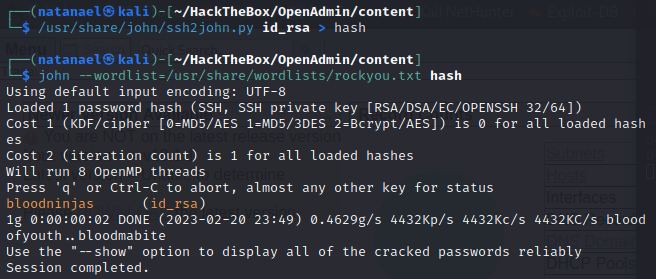 ┌──(natanael㉿kali)-[~/HackTheBox/OpenAdmin/content]
└─$ /usr/share/john/ssh2john.py id_rsa > hash
┌──(natanael㉿kali)-[~/HackTheBox/OpenAdmin/content]
└─$ john --wordlist=/usr/share/wordlists/rockyou.txt hash
Using default input encoding: UTF-8
Loaded 1 password hash (SSH, SSH private key [RSA/DSA/EC/OPENSSH 32/64])
Cost 1 (KDF/cipher [0=MD5/AES 1=MD5/3DES 2=Bcrypt/AES]) is 0 for all loaded hash
es
Cost 2 (iteration count) is 1 for all loaded hashes
Will run 8 OpenMP threads
Press 'q' or Ctrl-C to abort, almost any other key for status
bloodninjas      (id_rsa)
1g 0:00:00:02 DONE (2023-02-20 23:49) 0.4629g/s 4432Kp/s 4432Kc/s 4432KC/s blood
ofyouth..bloodmabite
Use the "--show" option to display all of the cracked passwords reliably
Session completed.